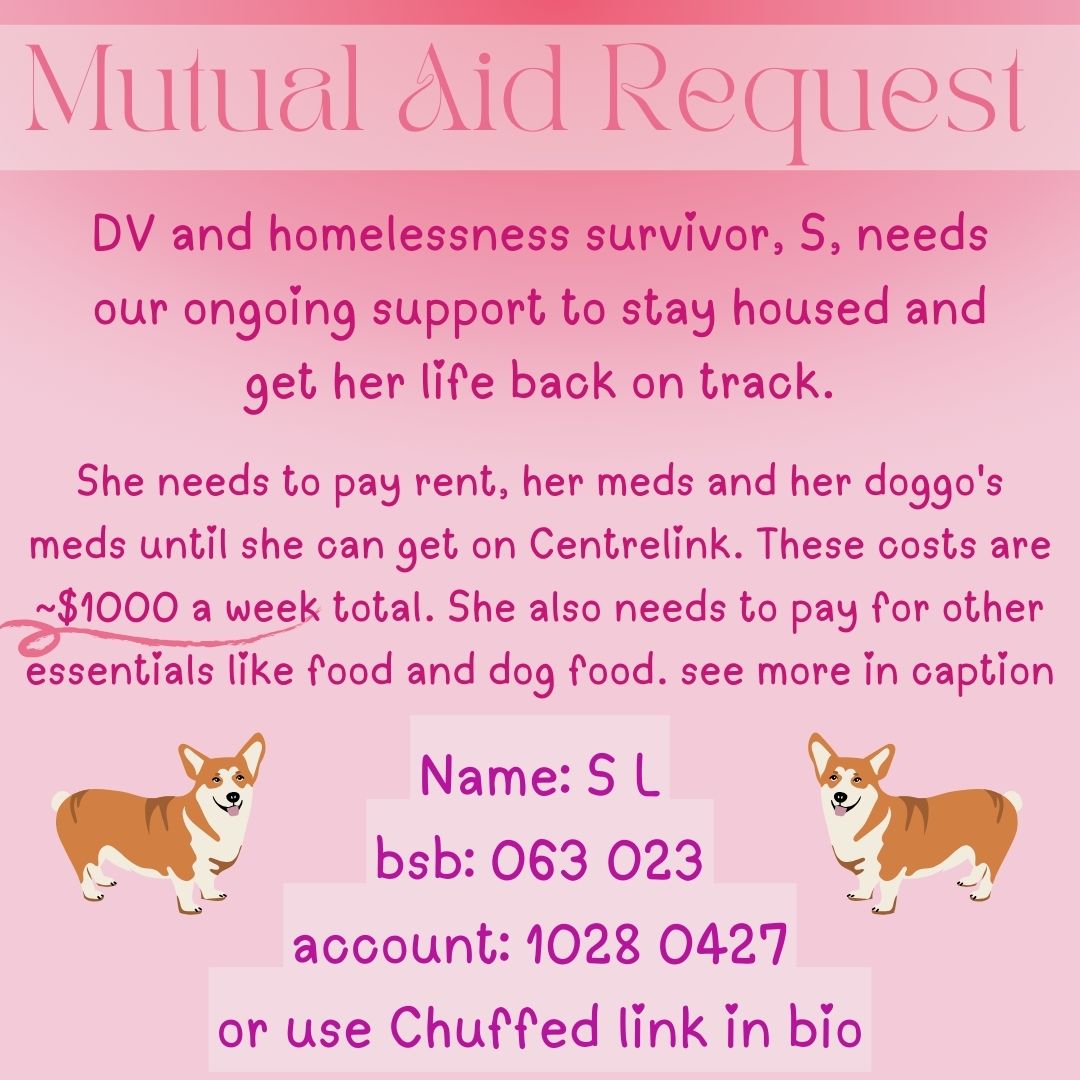 Mutual Aid Request
DV and homelessness survivor, S, needs
our ongoing support to stay housed and
get her life back on track.
She needs to pay rent, her meds and her doggo's
meds until she can get on Centrelink. These costs are
~$1000 a week total. She also needs to pay for other
essentials like food and dog food. see more in caption
Name: S L
bsb: 063 023
account: 1028 0427
or use Chuffed link in bio